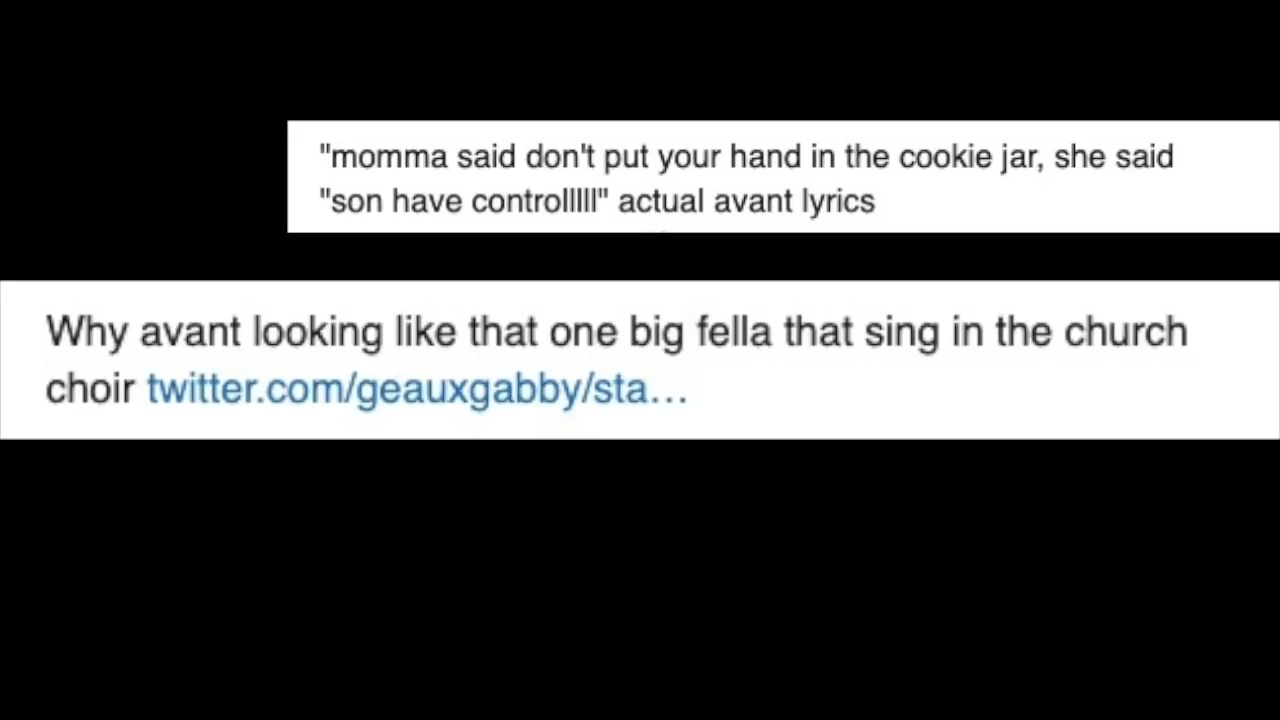 "momma said don't put your hand in the cookie jar, she said
"son have controlllll" actual avant lyrics
Why avant looking like that one big fella that sing in the church
choir twitter.com/geauxgabby/sta...